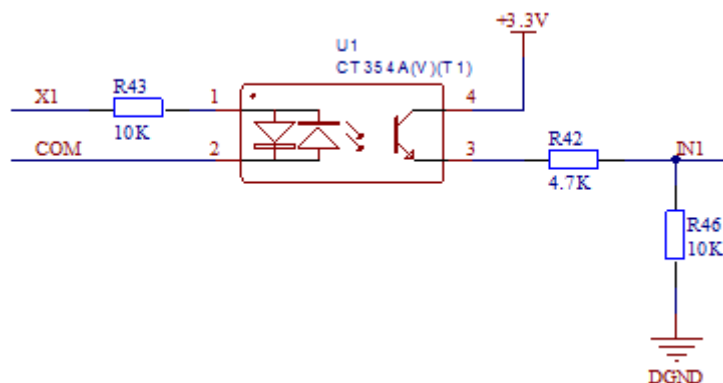 +3.3V
U1
CT354A(V)(T1)
R43
X1
1
4
10K
COM
2
3
R42
IN1
4.7K
R46
10K
DGND